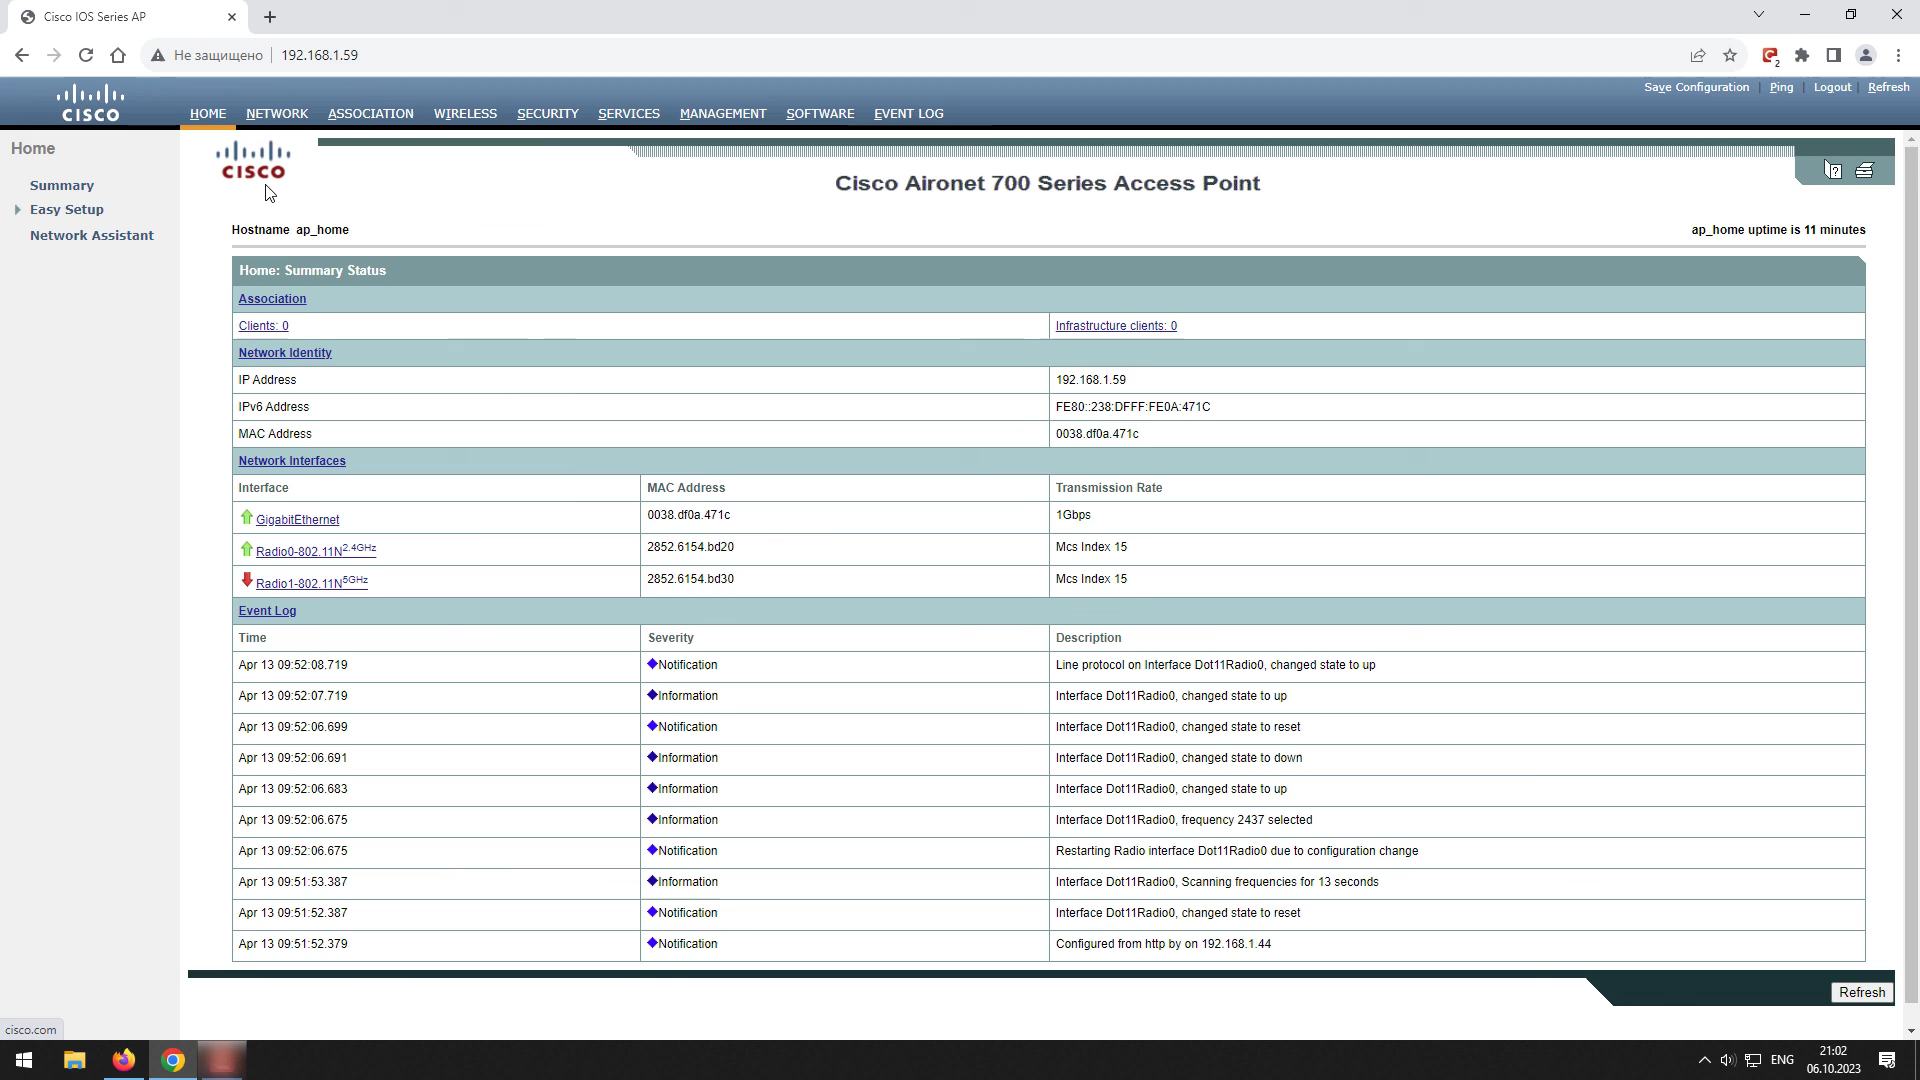 Cisco IOS Series AP
Не защищено 192.168.1.59
2
Save Configuration Ping Logout Refresh
CISCO
HOME NETWORK ASSOCIATION WIRELESS SECURITY SERVICES MANAGEMENT SOFTWARE EVENT LOG
Home
Summary
Easy Setup
Network Assistant
CISCO
Cisco Aironet 700 Series Access Point
Hostname ap_home ap_home uptime is 11 minutes
Home: Summary Status
Association
Clients: 0 Infrastructure clients: 0
Network Identity
IP Address 192.168.1.59
IPv6 Address FE80::238:DFFF:FE0A:471C
MAC Address 0038.df0a.471c
Network Interfaces
Interface MAC Address Transmission Rate
GigabitEthernet 0038.df0a.471c 1Gbps
Radio0-802.11N2.4GHz 2852.6154.bd20 Mcs Index 15
Radio1-802.11N5GHz 2852.6154.bd30 Mcs Index 15
Event Log
Time Severity Description
Apr 13 09:52:08.719 Notification Line protocol on Interface Dot11Radio0, changed state to up
Apr 13 09:52:07.719 Information Interface Dot11Radio0, changed state to up
Apr 13 09:52:06.699 Notification Interface Dot11Radio0, changed state to reset
Apr 13 09:52:06.691 Information Interface Dot11Radio0, changed state to down
Apr 13 09:52:06.683 Information Interface Dot11Radio0, changed state to up
Apr 13 09:52:06.675 Information Interface Dot11Radio0, frequency 2437 selected
Apr 13 09:52:06.675 Notification Restarting Radio interface Dot11Radio0 due to configuration change
Apr 13 09:51:53.387 Information Interface Dot11Radio0, Scanning frequencies for 13 seconds
Apr 13 09:51:52.387 Notification Interface Dot11Radio0, changed state to reset
Apr 13 09:51:52.379 Notification Configured from http by on 192.168.1.44
Refresh
cisco.com
ENG
21:02
06.10.2023